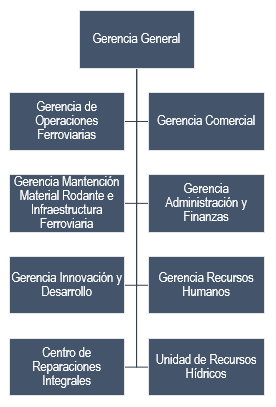 Gerencia General
Gerencia de
Operaciones
Ferroviarias
Gerencia Comercial
Gerencia Mantención
Material Rodante e
Infraestructura
Ferroviaria
Gerencia
Administración y
Finanzas
Gerencia Innovación y
Desarrollo
Gerencia Recursos
Humanos
Centro de
Reparaciones
Integrales
Unidad de Recursos
Hídricos